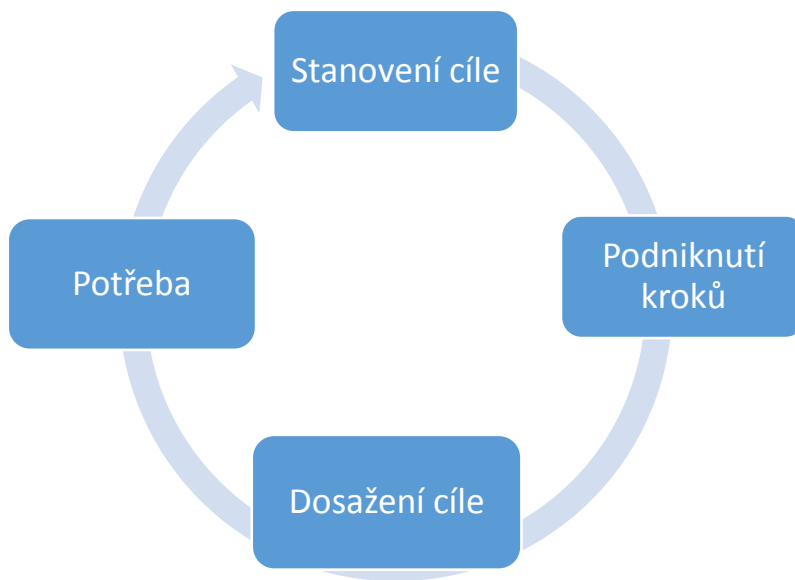 Stanovení cíle
Podniknutí
kroků
Dosažení cíle
Potřeba